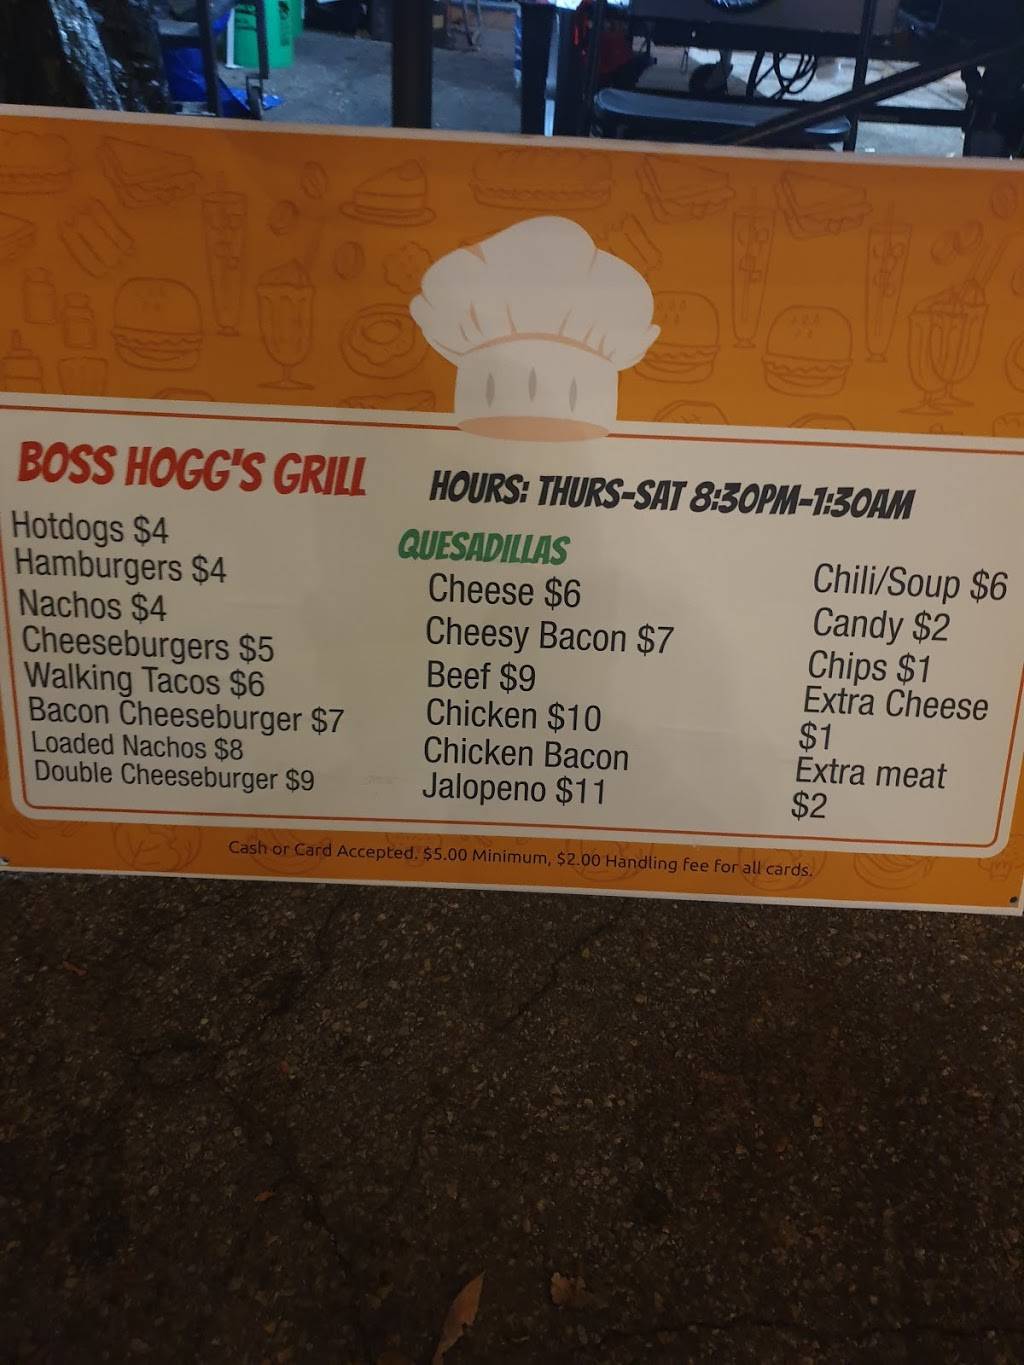 BOSS HOGG'S GRILL
Hotdogs $4
Hamburgers $4
Nachos $4
Cheeseburgers $5
Walking Tacos $6
Bacon Cheeseburger $7
Loaded Nachos $8
Double Cheeseburger $9
HOURS: THURS-SAT 8:30PM-1:30AM
QUESADILLAS
Cheese $6
Cheesy Bacon $7
Beef $9
Chicken $10
Chicken Bacon
Jalopeno $11
Chili/Soup $6
Candy $2
Chips $1
Extra Cheese
$1
Extra meat
$2
Cash or Card Accepted. $5.00 Minimum, $2.00 Handling fee for all cards.